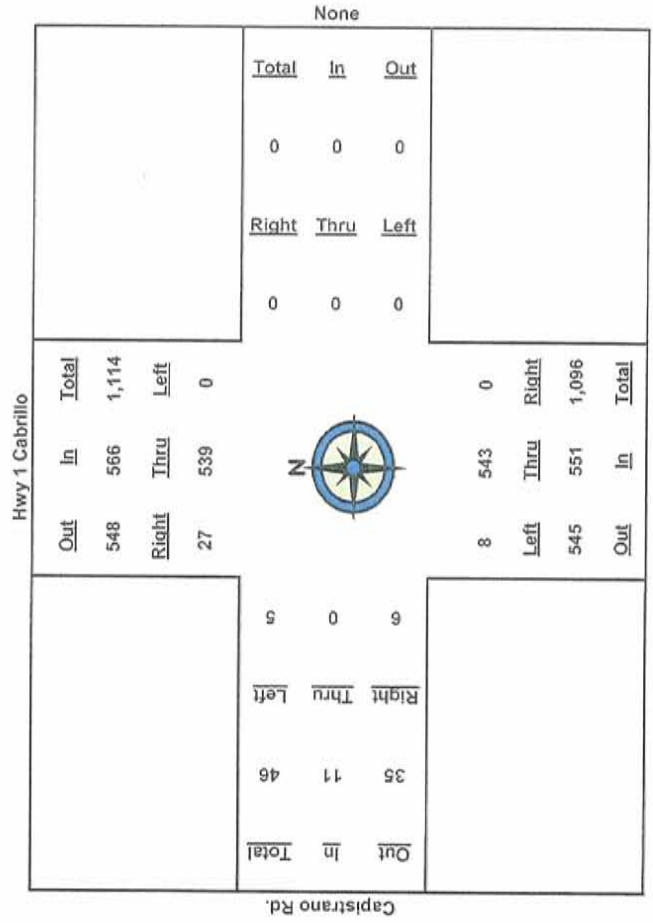 None
Hwy 1 Cabrillo
Total In Out
0 0 0
Right Thru Left
0 0 0
Out In Total
548 566 1,114
Right Thru Left
27 539 0
N
Left Thru Right
5 0 6
Total In Out
46 11 35
8 543 0
Left Thru Right
545 551 1,096
Out In Total
Capistrano Rd.